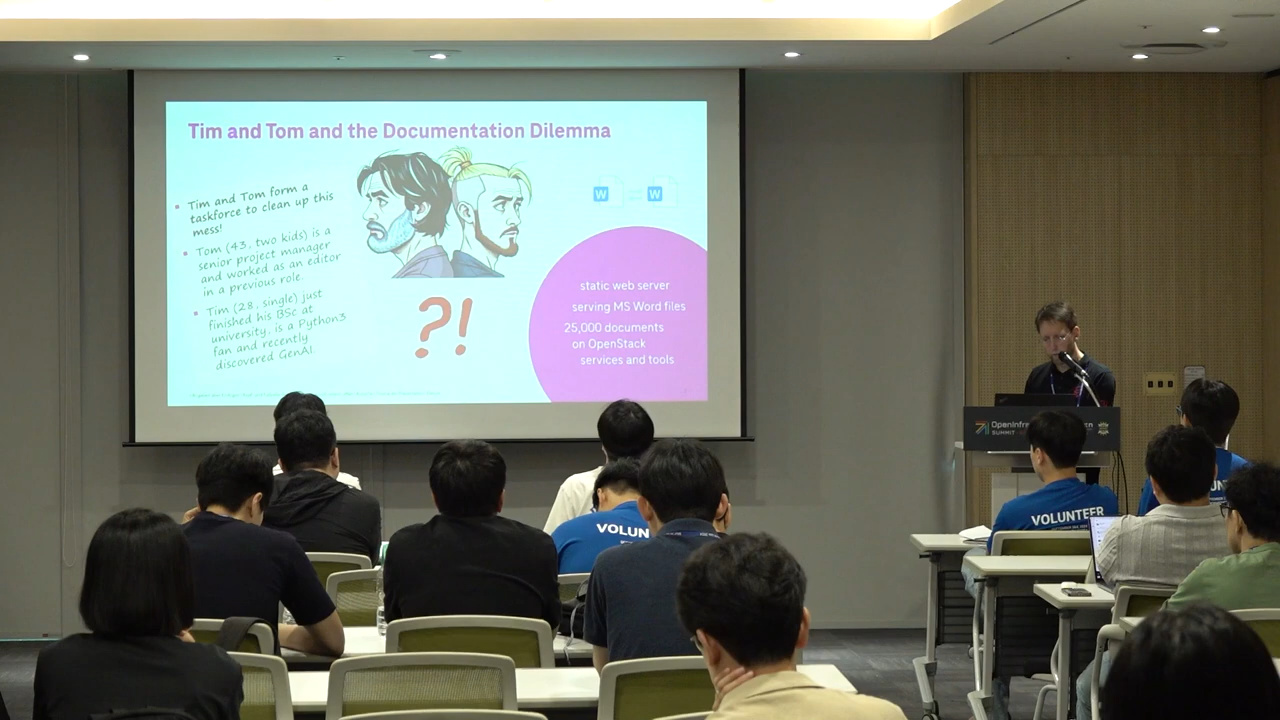 Tim and Tom and the Documentation Dilemma
Tim and Tom form a
taskforce to clean up this
mess!
Tom (43, two kids) is a
senior project manager
and worked as an editor
in a previous role.
Tim (28, single) just
finished his BSc at
university, is a Python3
fan and recently
discovered GenAI.
W
W
?!
static web server
serving MS Word files
25,000 documents
on OpenStack
services and tools
OpenInfra
SUMMIT
VOLUNTEER
VOLUN